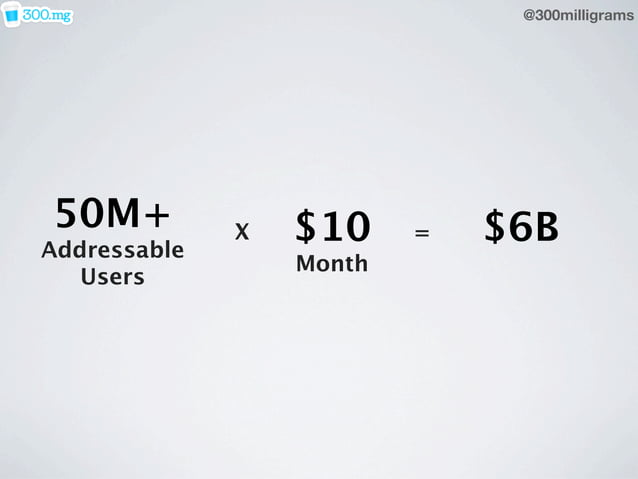 300.mg
@300milligrams
50M+
Addressable
Users
x
$10
Month
=
$6B